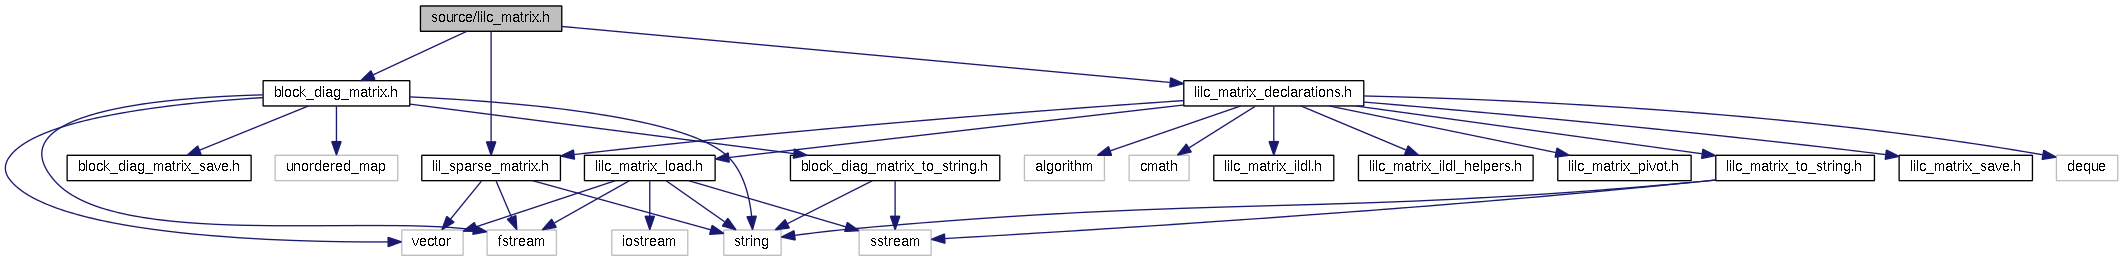 source/lilc_matrix.h
block_diag_matrix.h
lilc_matrix_declarations.h
block_diag_matrix_save.h
unordered_map
lil_sparse_matrix.h
lilc_matrix_load.h
block_diag_matrix_to_string.h
algorithm
cmath
lilc_matrix_ildl.h
lilc_matrix_ildl_helpers.h
lilc_matrix_pivot.h
lilc_matrix_to_string.h
lilc_matrix_save.h
deque
vector
fstream
iostream
string
sstream